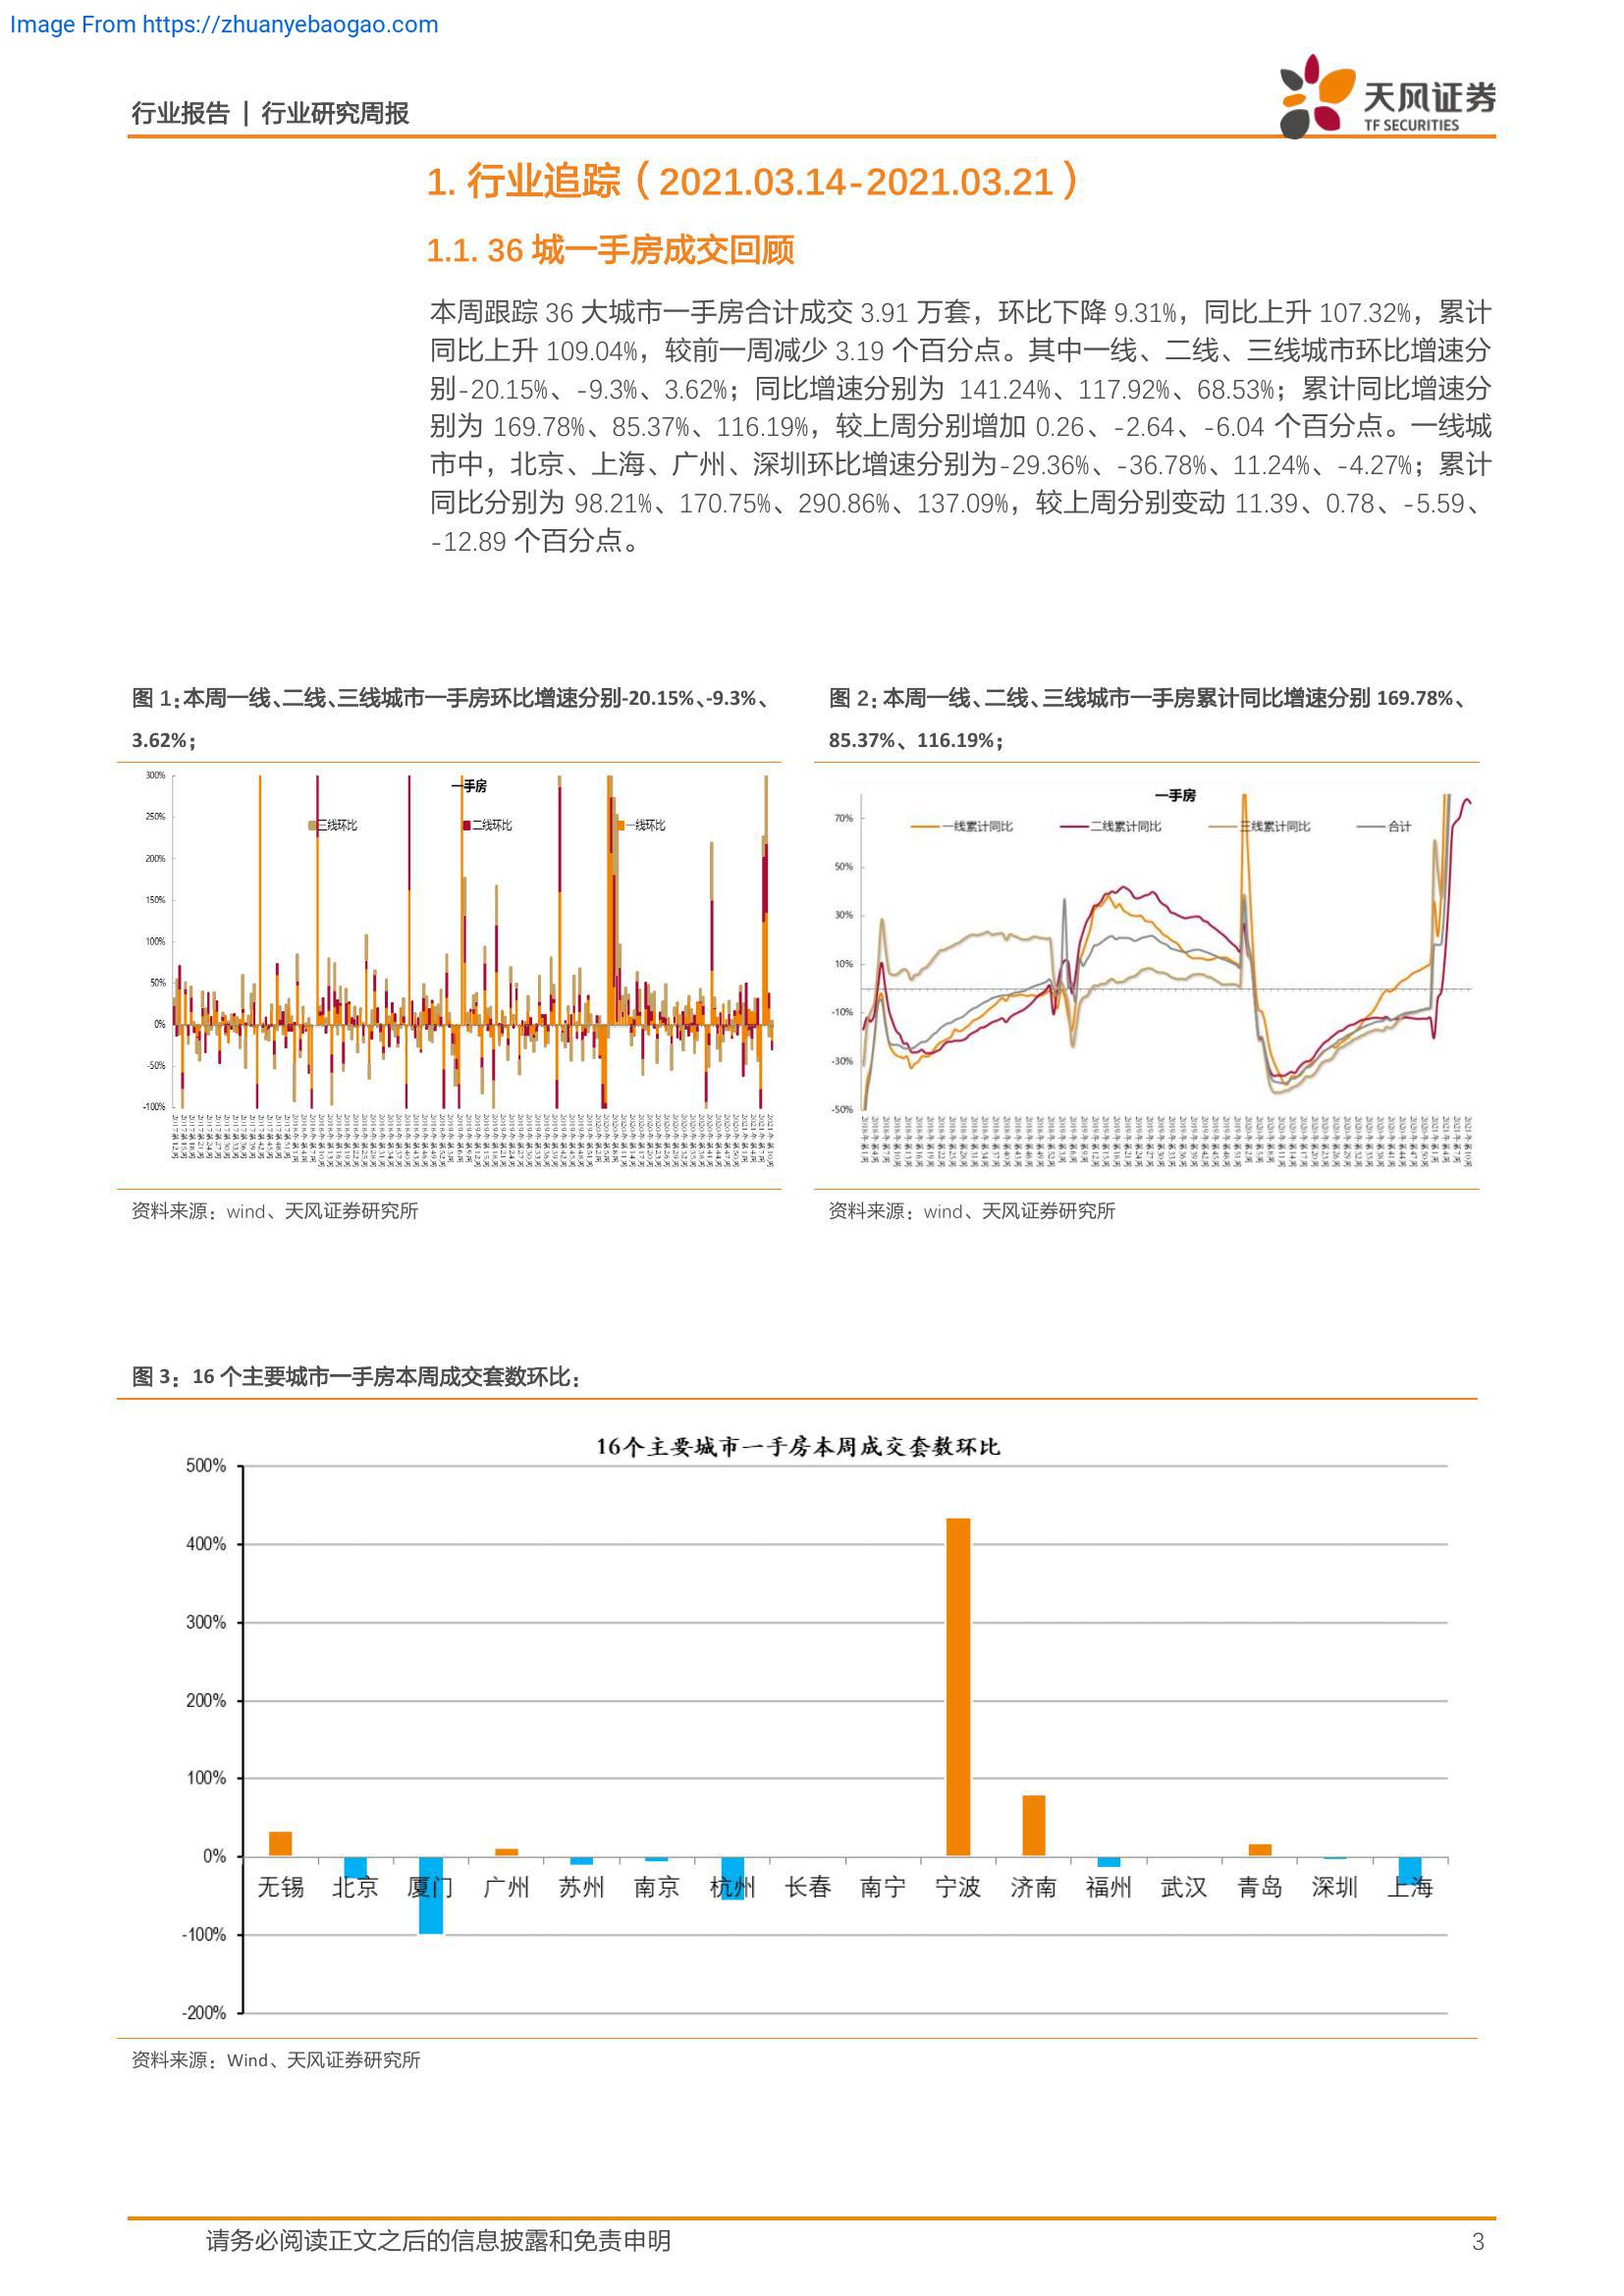 Image From https://zhuanyebaogao.com
行业报告 | 行业研究周报
天风证券
TF SECURITIES
1. 行业追踪（2021.03.14-2021.03.21）
1.1. 36 城一手房成交回顾
本周跟踪 36 大城市一手房合计成交 3.91 万套，环比下降 9.31%，同比上升 107.32%，累计
同比上升 109.04%，较前一周减少 3.19 个百分点。其中一线、二线、三线城市环比增速分
别-20.15%、-9.3%、3.62%；同比增速分别为 141.24%、117.92%、68.53%；累计同比增速分
别为 169.78%、85.37%、116.19%，较上周分别增加 0.26、-2.64、-6.04 个百分点。一线城
市中，北京、上海、广州、深圳环比增速分别为-29.36%、-36.78%、11.24%、-4.27%；累计
同比分别为 98.21%、170.75%、290.86%、137.09%，较上周分别变动 11.39、0.78、-5.59、
-12.89 个百分点。
图 1：本周一线、二线、三线城市一手房环比增速分别-20.15%、-9.3%、
3.62%；
一手房
三线环比 二线环比 一线环比
300%
250%
200%
150%
100%
50%
0%
-50%
-100%
资料来源：wind、天风证券研究所
图 2：本周一线、二线、三线城市一手房累计同比增速分别 169.78%、
85.37%、116.19%；
一手房
一线累计同比 二线累计同比 三线累计同比 合计
70%
50%
30%
10%
-10%
-30%
-50%
资料来源：wind、天风证券研究所
图 3：16 个主要城市一手房本周成交套数环比：
16个主要城市一手房本周成交套数环比
500%
400%
300%
200%
100%
0%
-100%
-200%
无锡 北京 厦门 广州 苏州 南京 杭州 长春 南宁 宁波 济南 福州 武汉 青岛 深圳 上海
资料来源：Wind、天风证券研究所
请务必阅读正文之后的信息披露和免责申明 3